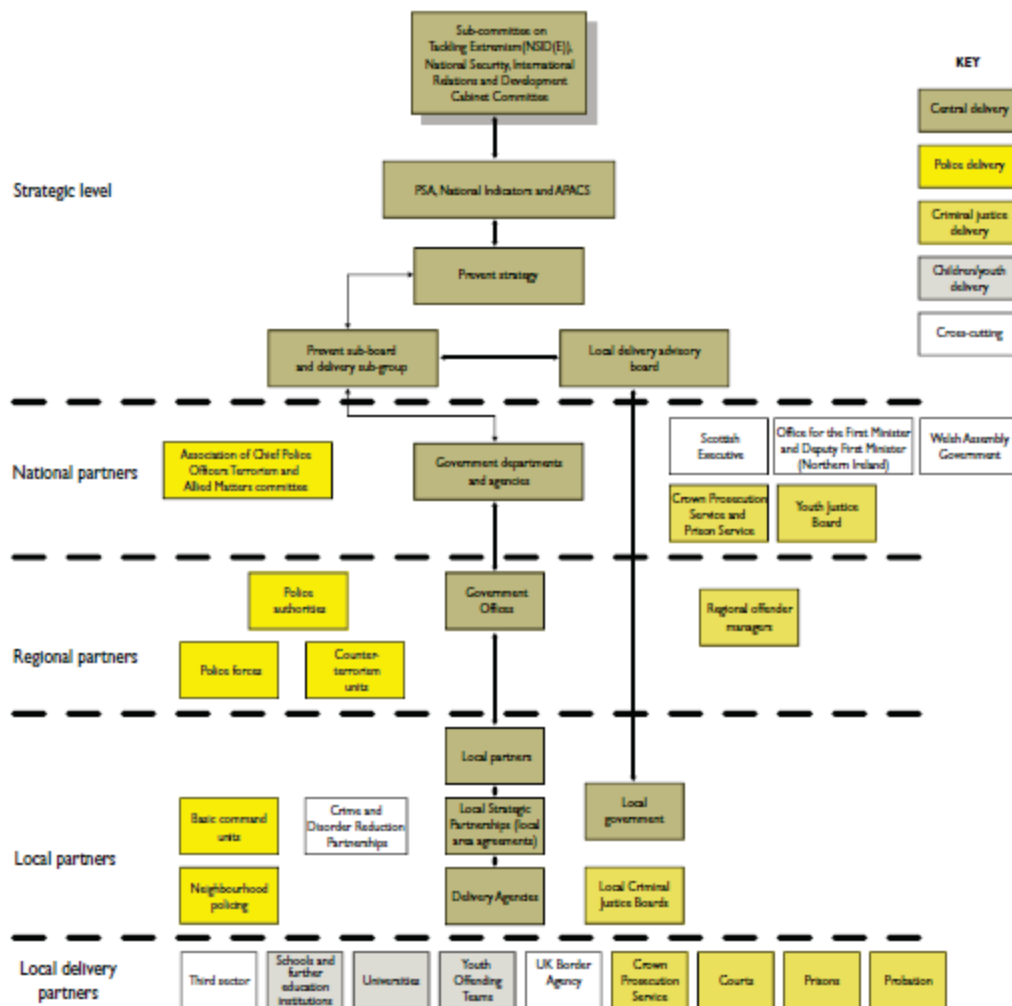 Sub-committee on
Tackling Extremism (NSID(E)),
National Security, International
Relations and Development
Cabinet Committee
KEY
Central delivery
Police delivery
Criminal justice
delivery
Children/youth
delivery
Cross-cutting
Strategic level
PSA, National Indicators and APACS
Prevent strategy
Prevent sub-board
and delivery sub-group
Local delivery advisory
board
National partners
Association of Chief Police
Officers Terrorism and
Allied Matters committee
Government departments
and agencies
Scottish
Executive
Office for the First Minister
and Deputy First Minister
(Northern Ireland)
Welsh Assembly
Government
Crown Prosecution
Service and
Prison Service
Youth Justice
Board
Regional partners
Police
authorities
Government
Offices
Regional offender
managers
Police forces
Counter-
terrorism
units
Local partners
Local partners
Basic command
units
Crime and
Disorder Reduction
Partnerships
Local Strategic
Partnerships (local
area agreements)
Local
government
Neighbourhood
policing
Delivery Agencies
Local Criminal
Justice Boards
Local delivery
partners
Third sector
Schools and
further
education
institutions
Universities
Youth
Offending
Teams
UK Border
Agency
Crown
Prosecution
Service
Courts
Prisons
Probation